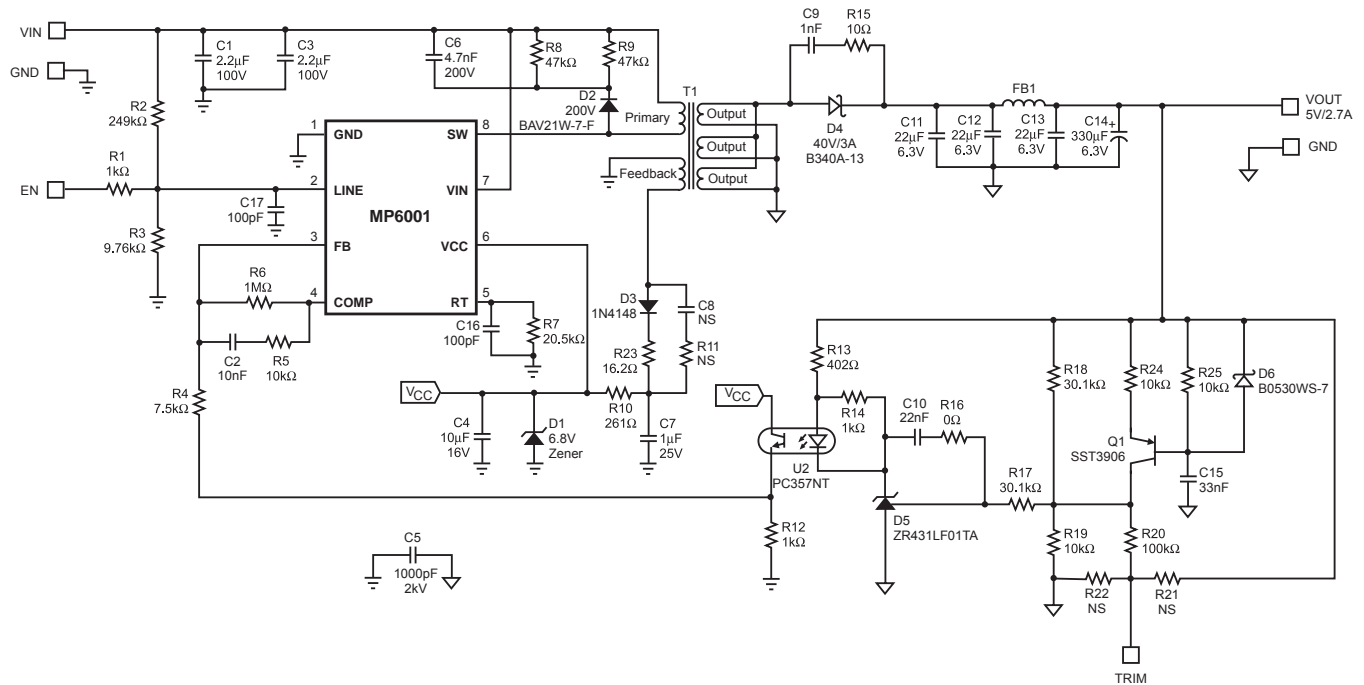 VIN
GND
C1
2.2µF
100V
C3
2.2µF
100V
C6
4.7nF
200V
R8
47kΩ
R9
47kΩ
D2
200V
BAV21W-7-F
T1
Primary
Feedback
Output
Output
Output
C9
1nF
R15
10Ω
D4
40V/3A
B340A-13
C11
22µF
6.3V
C12
22µF
6.3V
FB1
C13
22µF
6.3V
C14
330µF
6.3V
+
VOUT
5V/2.7A
GND
R2
249kΩ
R1
1kΩ
EN
R3
9.76kΩ
C17
100pF
1
GND
2
LINE
3
FB
4
COMP
MP6001
SW
8
VIN
7
VCC
6
RT
5
R6
1MΩ
C2
10nF
R5
10kΩ
R4
7.5kΩ
C16
100pF
R7
20.5kΩ
D3
1N4148
C8
NS
R23
16.2Ω
R11
NS
VCC
C4
10µF
16V
D1
6.8V
Zener
R10
261Ω
C7
1µF
25V
VCC
R13
402Ω
R14
1kΩ
U2
PC357NT
C10
22nF
R16
0Ω
D5
ZR431LF01TA
R17
30.1kΩ
R12
1kΩ
R18
30.1kΩ
R24
10kΩ
R25
10kΩ
D6
B0530WS-7
Q1
SST3906
C15
33nF
R19
10kΩ
R20
100kΩ
R22
NS
R21
NS
TRIM
C5
1000pF
2kV